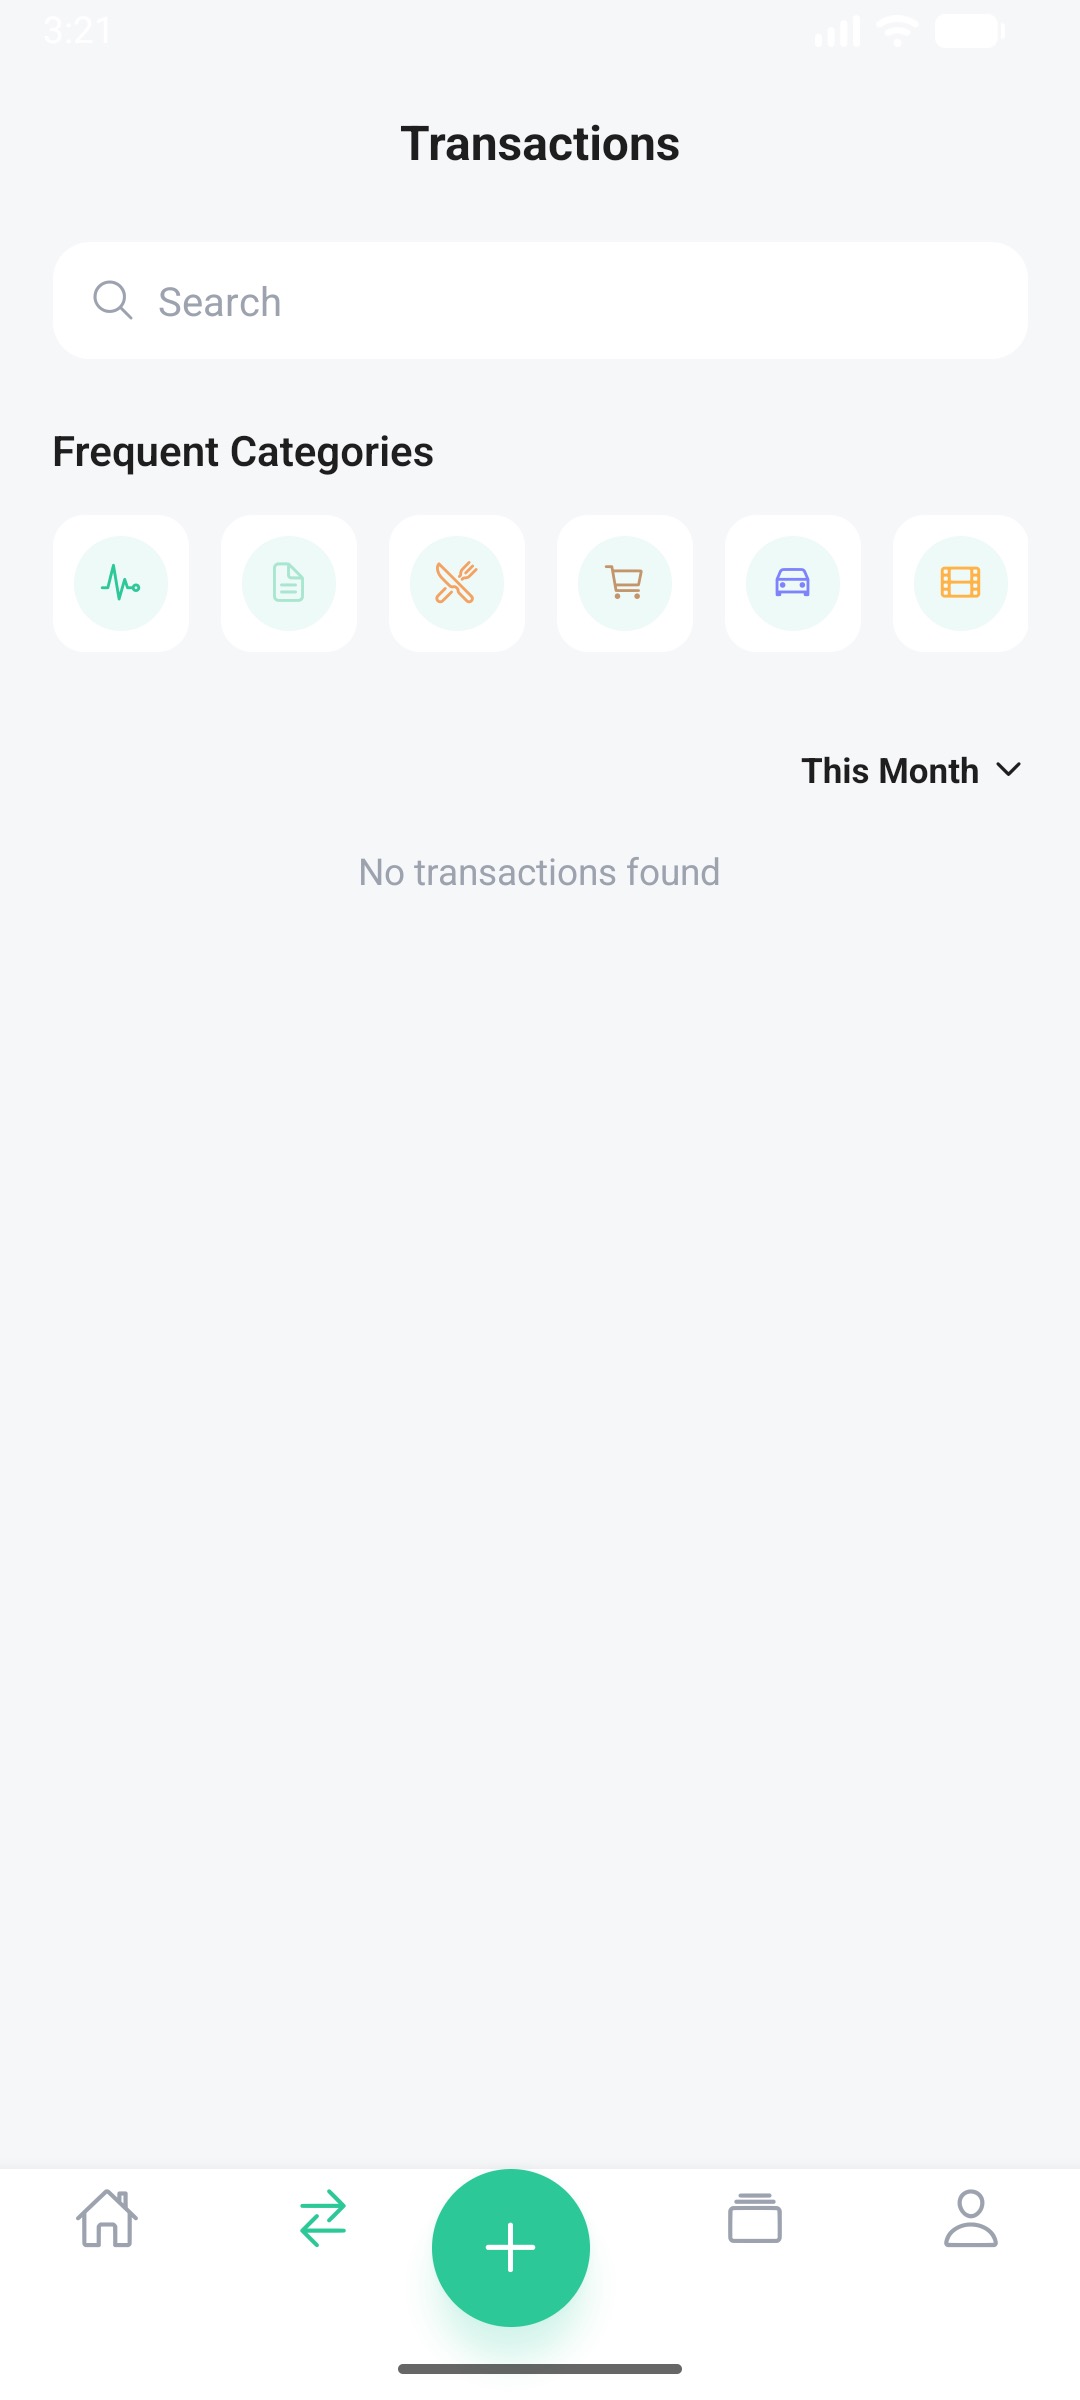 3:21
Transactions
Search
Frequent Categories
This Month
No transactions found